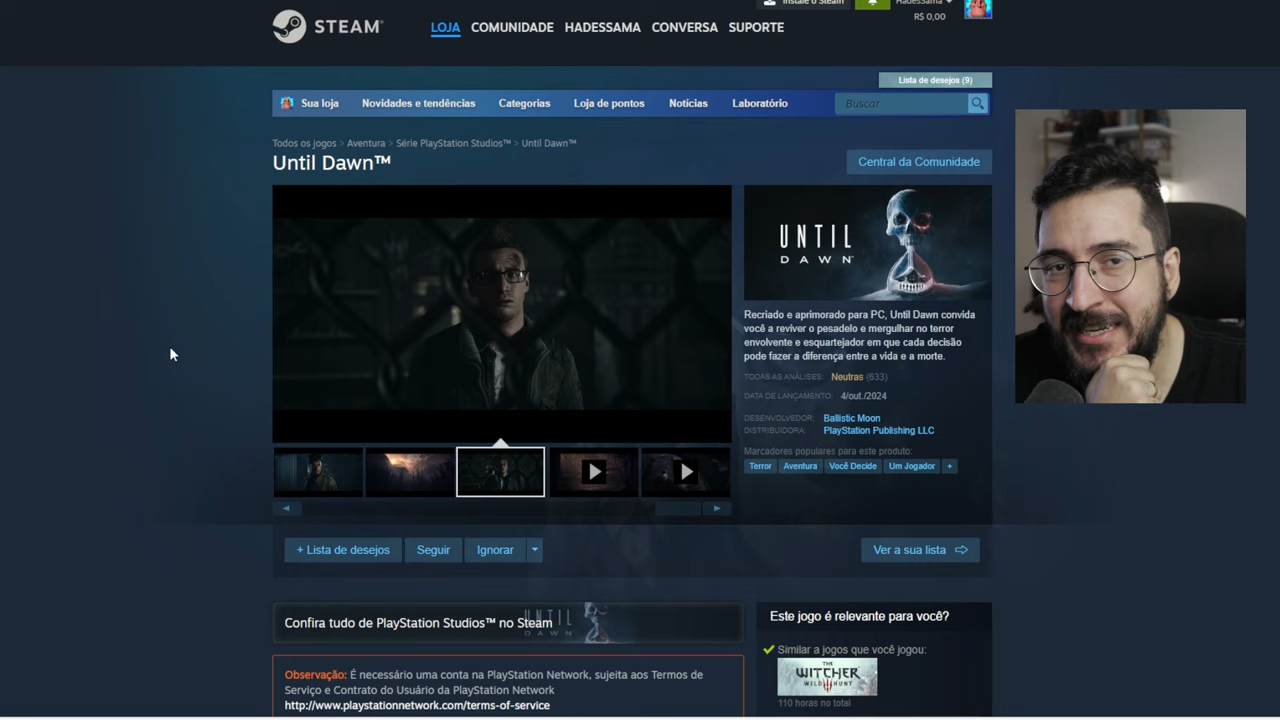 Instale o Steam
HadesSama
R$ 0,00
STEAM
LOJA COMUNIDADE HADESSAMA CONVERSA SUPORTE
Lista de desejos (9)
Sua loja Novidades e tendências Categorias Loja de pontos Notícias Laboratório Buscar
Todos os jogos > Aventura > Série PlayStation Studios™ > Until Dawn™
Until Dawn™
Central da Comunidade
UNTIL
DAWN
Recriado e aprimorado para PC, Until Dawn convida
você a reviver o pesadelo e mergulhar no terror
envolvente e esquartejador em que cada decisão
pode fazer a diferença entre a vida e a morte.
TODAS AS ANÁLISES: Neutras (633)
DATA DE LANÇAMENTO: 4/out./2024
DESENVOLVEDOR: Ballistic Moon
DISTRIBUIDORA: PlayStation Publishing LLC
Marcadores populares para este produto:
Terror Aventura Você Decide Um Jogador +
+ Lista de desejos Seguir Ignorar
Ver a sua lista
Confira tudo de PlayStation Studios™ no Steam
UNTIL
DAWN
Observação: É necessário uma conta na PlayStation Network, sujeita aos Termos de
Serviço e Contrato do Usuário da PlayStation Network
http://www.playstationnetwork.com/terms-of-service
Este jogo é relevante para você?
Similar a jogos que você jogou:
THE
WITCHER
WILD HUNT
110 horas no total